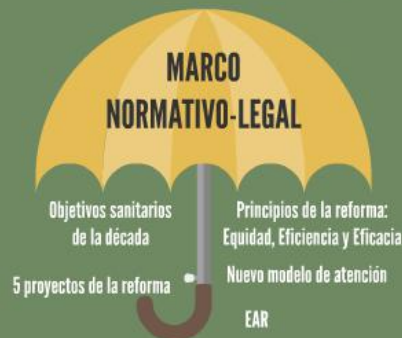 MARCO
NORMATIVO-LEGAL
Objetivos sanitarios
de la década
Principios de la reforma:
Equidad, Eficiencia y Eficacia
5 proyectos de la reforma
Nuevo modelo de atención
EAR